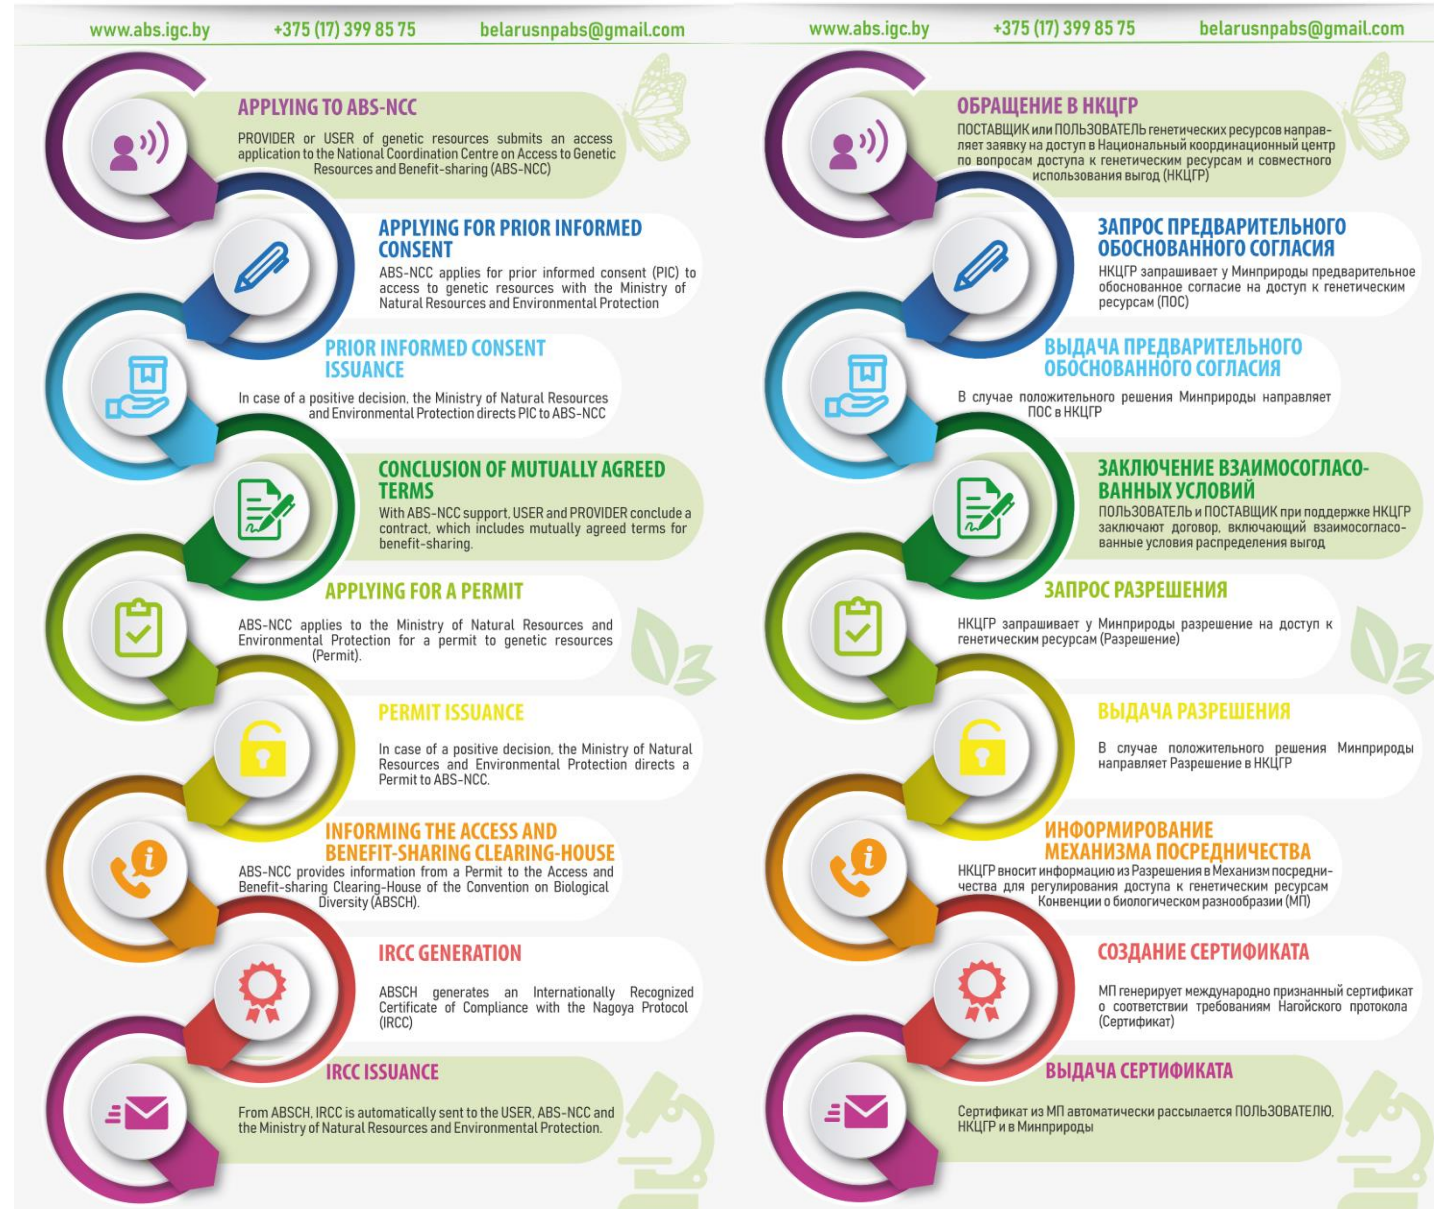 www.abs.igc.by +375 (17) 399 85 75 belarusnpabs@gmail.com
APPLYING TO ABS-NCC
PROVIDER or USER of genetic resources submits an access
application to the National Coordination Centre on Access to Genetic
Resources and Benefit-sharing (ABS-NCC)
APPLYING FOR PRIOR INFORMED
CONSENT
ABS-NCC applies for prior informed consent (PIC) to
access to genetic resources with the Ministry of
Natural Resources and Environmental Protection
PRIOR INFORMED CONSENT
ISSUANCE
In case of a positive decision, the Ministry of Natural Resources
and Environmental Protection directs PIC to ABS-NCC
CONCLUSION OF MUTUALLY AGREED
TERMS
With ABS-NCC support, USER and PROVIDER conclude a
contract, which includes mutually agreed terms for
benefit-sharing.
APPLYING FOR A PERMIT
ABS-NCC applies to the Ministry of Natural Resources and
Environmental Protection for a permit to genetic resources
(Permit).
PERMIT ISSUANCE
In case of a positive decision, the Ministry of Natural
Resources and Environmental Protection directs a
Permit to ABS-NCC.
INFORMING THE ACCESS AND
BENEFIT-SHARING CLEARING-HOUSE
ABS-NCC provides information from a Permit to the Access and
Benefit-sharing Clearing-House of the Convention on Biological
Diversity (ABSCH).
IRCC GENERATION
ABSCH generates an Internationally Recognized
Certificate of Compliance with the Nagoya Protocol
(IRCC)
IRCC ISSUANCE
From ABSCH, IRCC is automatically sent to the USER, ABS-NCC and
the Ministry of Natural Resources and Environmental Protection.
www.abs.igc.by +375 (17) 399 85 75 belarusnpabs@gmail.com
ОБРАЩЕНИЕ В НКЦГР
ПОСТАВЩИК или ПОЛЬЗОВАТЕЛЬ генетических ресурсов направ-
ляет заявку на доступ в Национальный координационный центр
по вопросам доступа к генетическим ресурсам и совместного
использования выгод (НКЦГР)
ЗАПРОС ПРЕДВАРИТЕЛЬНОГО
ОБОСНОВАННОГО СОГЛАСИЯ
НКЦГР запрашивает у Минприроды предварительное
обоснованное согласие на доступ к генетическим
ресурсам (ПОС)
ВЫДАЧА ПРЕДВАРИТЕЛЬНОГО
ОБОСНОВАННОГО СОГЛАСИЯ
В случае положительного решения Минприроды направляет
ПОС в НКЦГР
ЗАКЛЮЧЕНИЕ ВЗАИМОСОГЛАСО-
ВАННЫХ УСЛОВИЙ
ПОЛЬЗОВАТЕЛЬ и ПОСТАВЩИК при поддержке НКЦГР
заключают договор, включающий взаимосогласо-
ванные условия распределения выгод
ЗАПРОС РАЗРЕШЕНИЯ
НКЦГР запрашивает у Минприроды разрешение на доступ к
генетическим ресурсам (Разрешение)
ВЫДАЧА РАЗРЕШЕНИЯ
В случае положительного решения Минприроды
направляет Разрешение в НКЦГР
ИНФОРМИРОВАНИЕ
МЕХАНИЗМА ПОСРЕДНИЧЕСТВА
НКЦГР вносит информацию из Разрешения в Механизм посредни-
чества для регулирования доступа к генетическим ресурсам
Конвенции о биологическом разнообразии (МП)
СОЗДАНИЕ СЕРТИФИКАТА
МП генерирует международно признанный сертификат
о соответствии требованиям Нагойского протокола
(Сертификат)
ВЫДАЧА СЕРТИФИКАТА
Сертификат из МП автоматически рассылается ПОЛЬЗОВАТЕЛЮ,
НКЦГР и в Минприроды